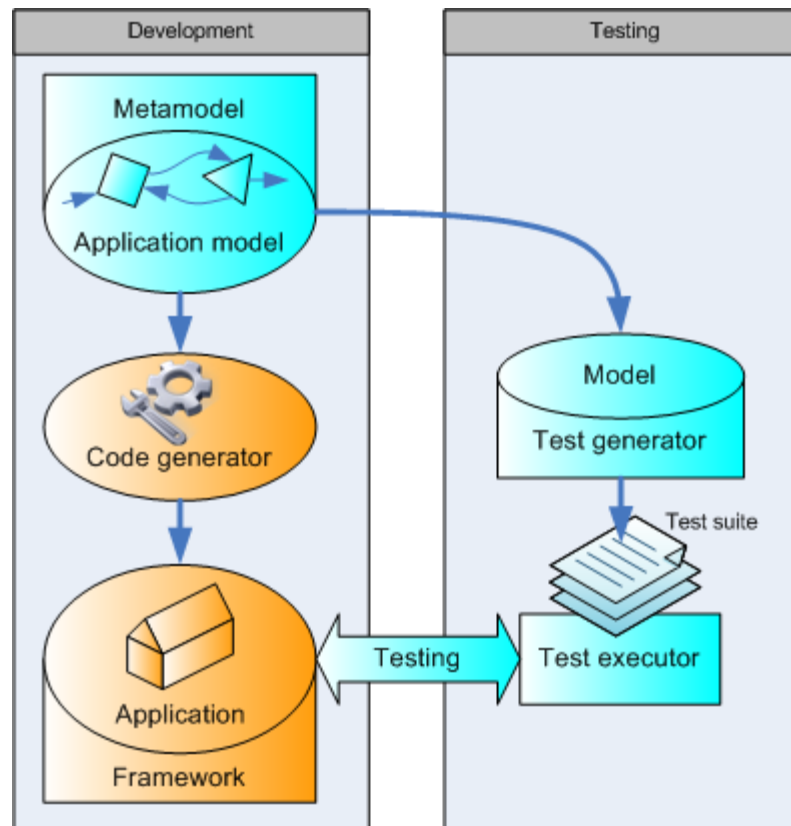 Development
Testing
Metamodel
Application model
Code generator
Application
Framework
Testing
Model
Test generator
Test suite
Test executor